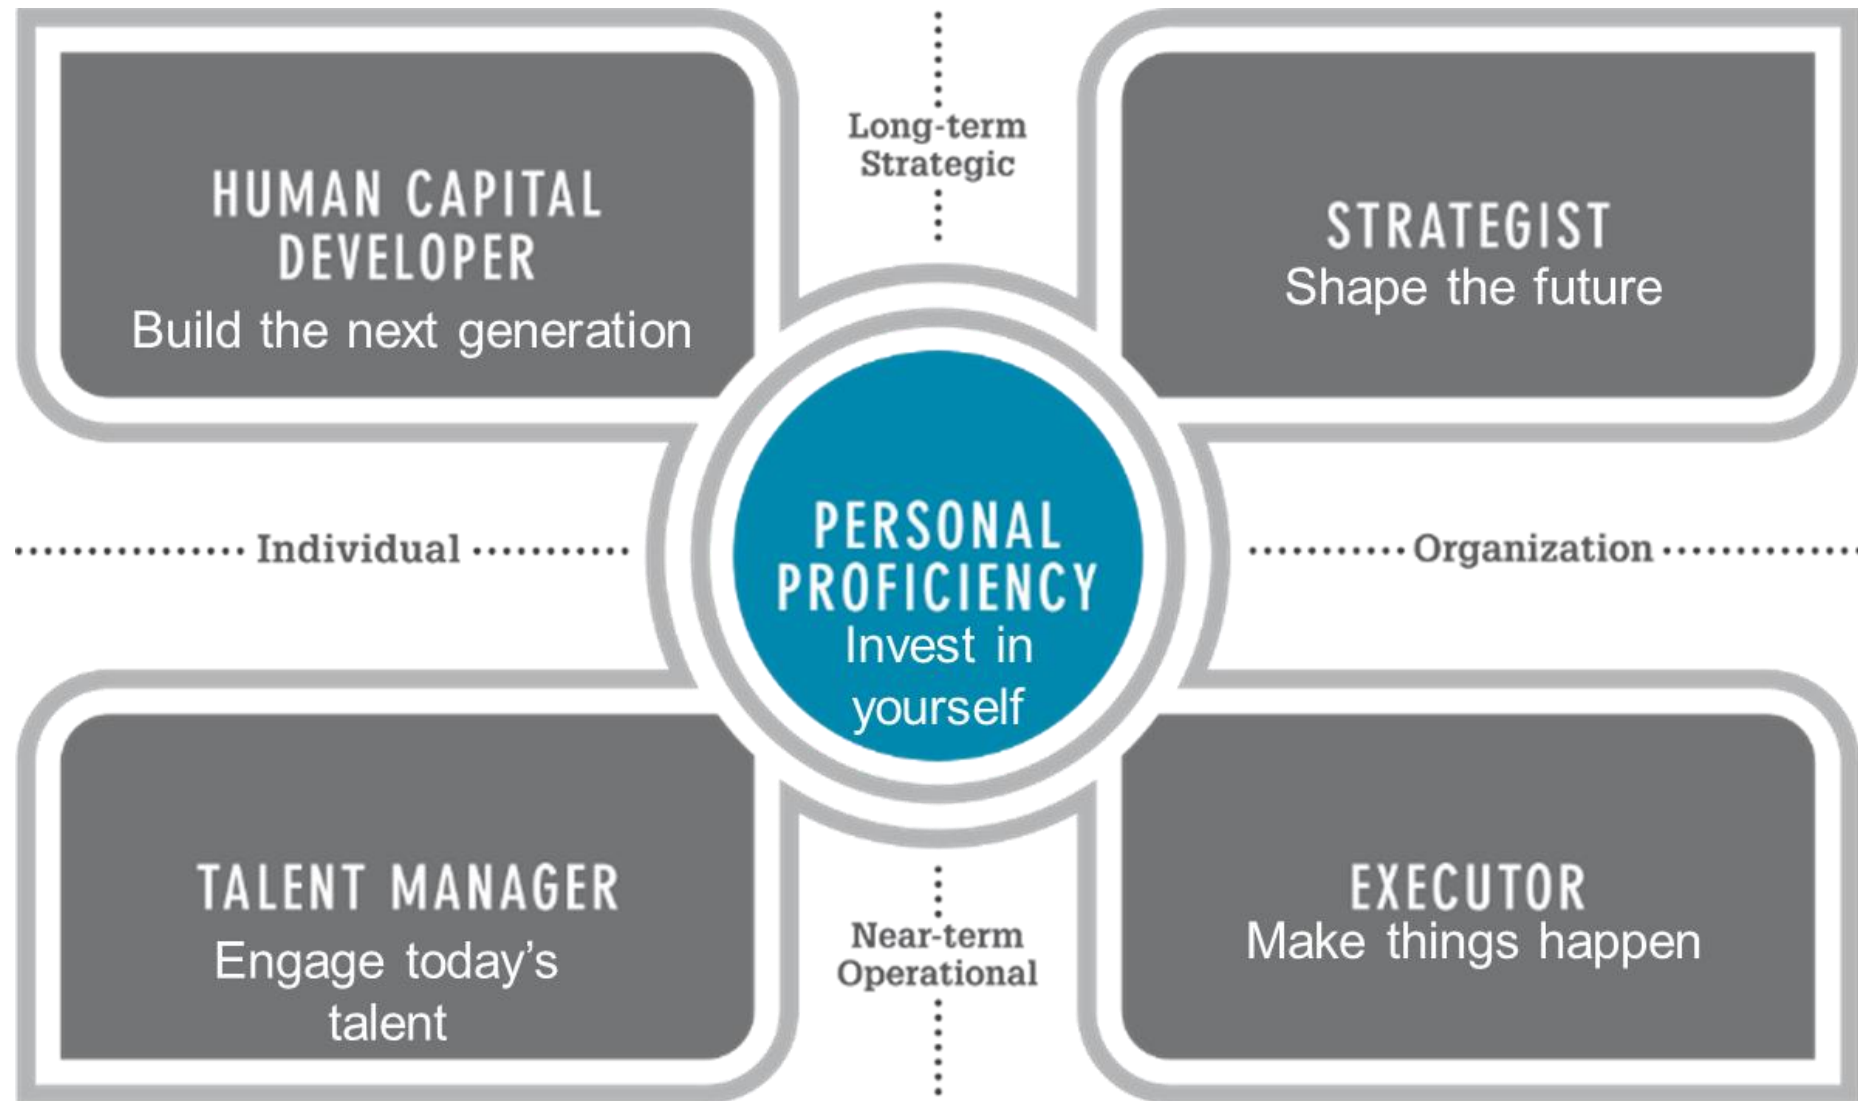 Long-term
Strategic
HUMAN CAPITAL
DEVELOPER
Build the next generation
STRATEGIST
Shape the future
Individual
PERSONAL
PROFICIENCY
Invest in
yourself
Organization
TALENT MANAGER
Engage today’s
talent
Near-term
Operational
EXECUTOR
Make things happen